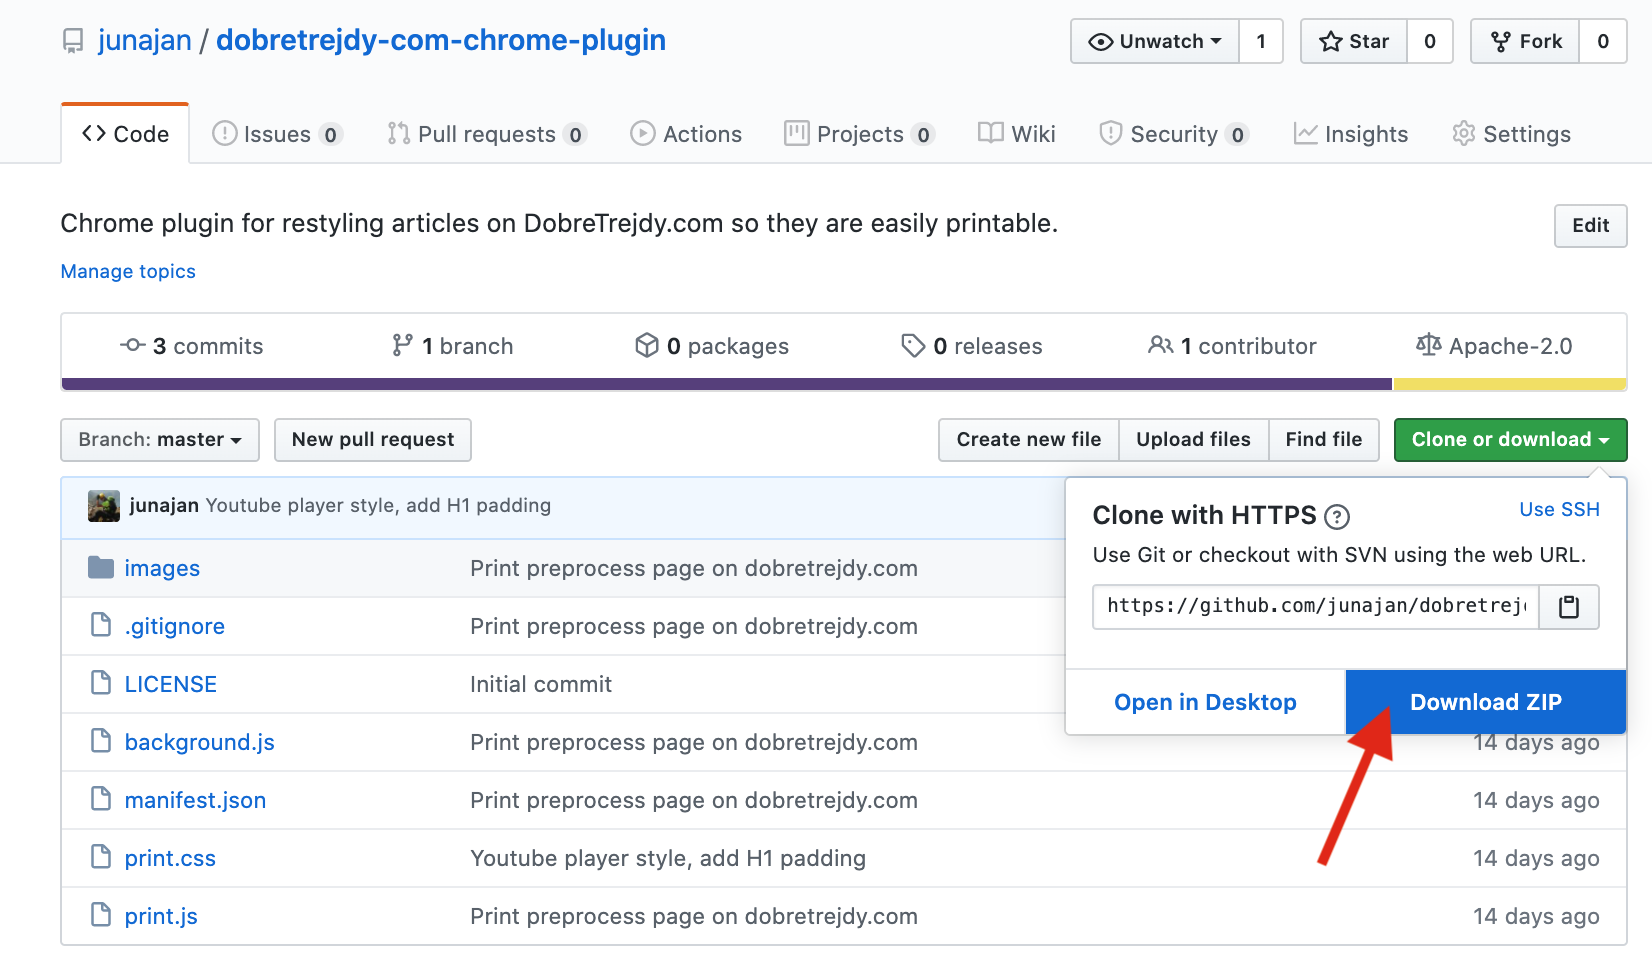 junajan / dobretrejdy-com-chrome-plugin
Unwatch 1 Star 0 Fork 0
Code Issues 0 Pull requests 0 Actions Projects 0 Wiki Security 0 Insights Settings
Chrome plugin for restyling articles on DobreTrejdy.com so they are easily printable.
Edit
Manage topics
3 commits 1 branch 0 packages 0 releases 1 contributor Apache-2.0
Branch: master New pull request Create new file Upload files Find file Clone or download
junajan Youtube player style, add H1 padding
Clone with HTTPS ? Use SSH
Use Git or checkout with SVN using the web URL.
https://github.com/junajan/dobretrej
Open in Desktop Download ZIP
images Print preprocess page on dobretrejdy.com
.gitignore Print preprocess page on dobretrejdy.com
LICENSE Initial commit
background.js Print preprocess page on dobretrejdy.com 14 days ago
manifest.json Print preprocess page on dobretrejdy.com 14 days ago
print.css Youtube player style, add H1 padding 14 days ago
print.js Print preprocess page on dobretrejdy.com 14 days ago